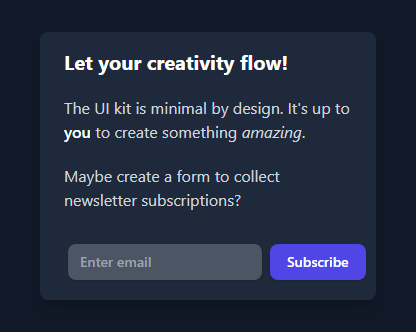 Let your creativity flow!
The UI kit is minimal by design. It's up to
you to create something amazing.
Maybe create a form to collect
newsletter subscriptions?
Enter email
Subscribe